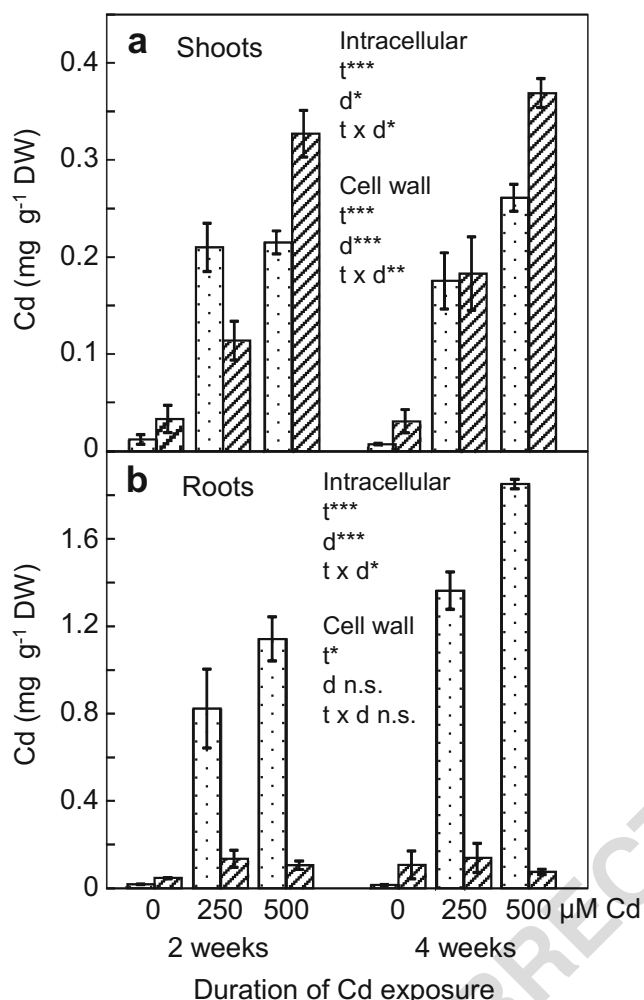 a Shoots
Intracellular
t***
d*
t x d*
Cell wall
t***
d***
t x d**
Cd (mg g⁻¹ DW)
0.4
0.3
0.2
0.1
0
b Roots
Intracellular
t***
d***
t x d*
Cell wall
t*
d n.s.
t x d n.s.
Cd (mg g⁻¹ DW)
1.6
1.2
0.8
0.4
0
0 250 500 0 250 500 µM Cd
2 weeks 4 weeks
Duration of Cd exposure